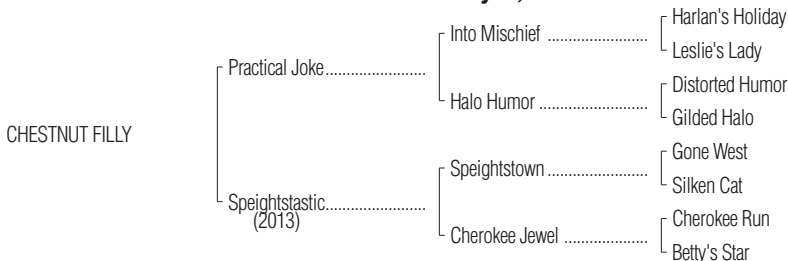 Harlan's Holiday
Into Mischief ........................
Leslie's Lady
Practical Joke........................
Distorted Humor
Halo Humor ..........................
Gilded Halo
CHESTNUT FILLY
Gone West
Speightstown ........................
Silken Cat
Speightstastic........................
(2013)
Cherokee Run
Cherokee Jewel ....................
Betty's Star